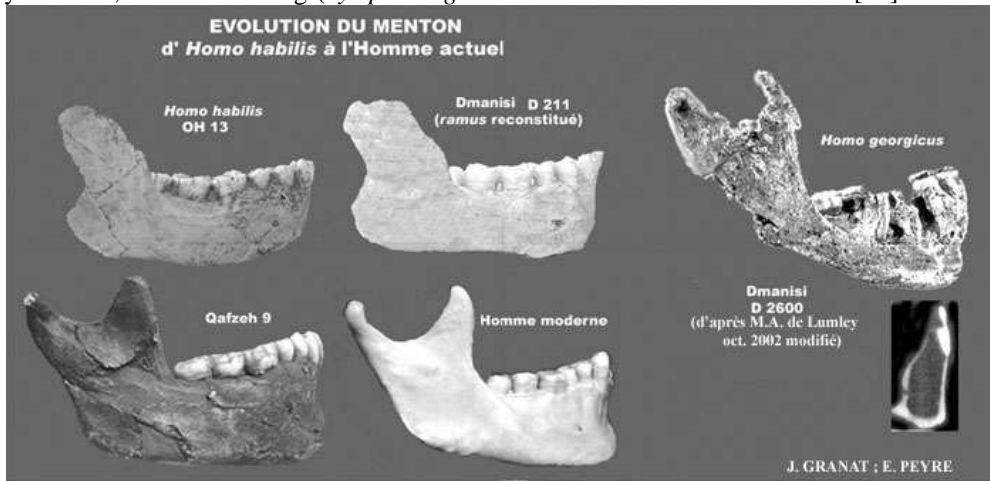 EVOLUTION DU MENTON
d' Homo habilis à l'Homme actuel
Homo habilis
OH 13
Dmanisi D 211
(ramus reconstitué)
Homo georgicus
Qafzeh 9
Homme moderne
Dmanisi
D 2600
(d'après M.A. de Lumley
oct. 2002 modifié)
J. GRANAT ; E. PEYRE